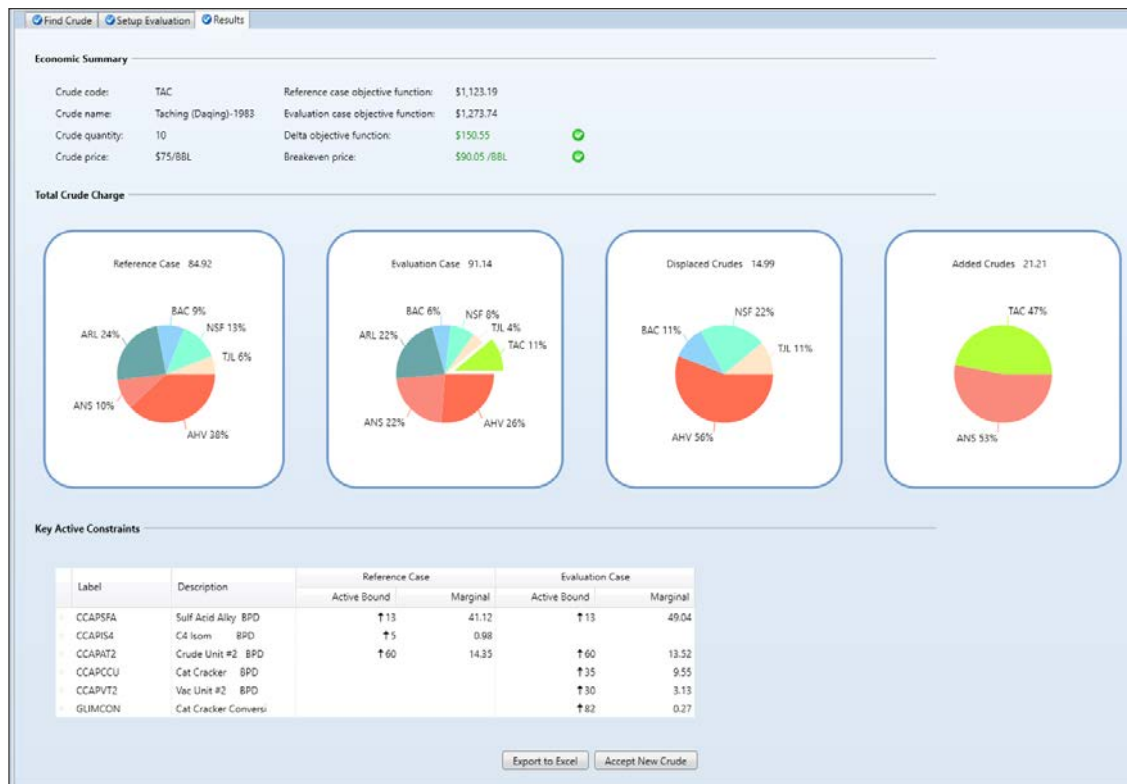 Find Crude Setup Evaluation Results
Economic Summary
Crude code: TAC Reference case objective function: $1,123.19
Crude name: Taching (Daqing)-1983 Evaluation case objective function: $1,273.74
Crude quantity: 10 Delta objective function: $150.55
Crude price: $75/BBL Breakeven price: $90.05 /BBL
Total Crude Charge
Reference Case 84.92
BAC 9%
ARL 24%
NSF 13%
TJL 6%
ANS 10%
AHV 38%
Evaluation Case 91.14
BAC 6%
NSF 8%
ARL 22%
TJL 4%
TAC 11%
ANS 22%
AHV 26%
Displaced Crudes 14.99
NSF 22%
BAC 11%
TJL 11%
AHV 56%
Added Crudes 21.21
TAC 47%
ANS 53%
Key Active Constraints
Reference Case Evaluation Case
Label Description
Active Bound Marginal Active Bound Marginal
CCAPSFA Sulf Acid Alky BPD ↑13 41.12 ↑13 49.04
CCAPIS4 C4 Isom BPD ↑5 0.98
CCAPAT2 Crude Unit #2 BPD ↑60 14.35 ↑60 13.52
CCAPCCU Cat Cracker BPD ↑35 9.55
CCAPVT2 Vac Unit #2 BPD ↑30 3.13
GLIMCON Cat Cracker Conversi ↑82 0.27
Export to Excel Accept New Crude